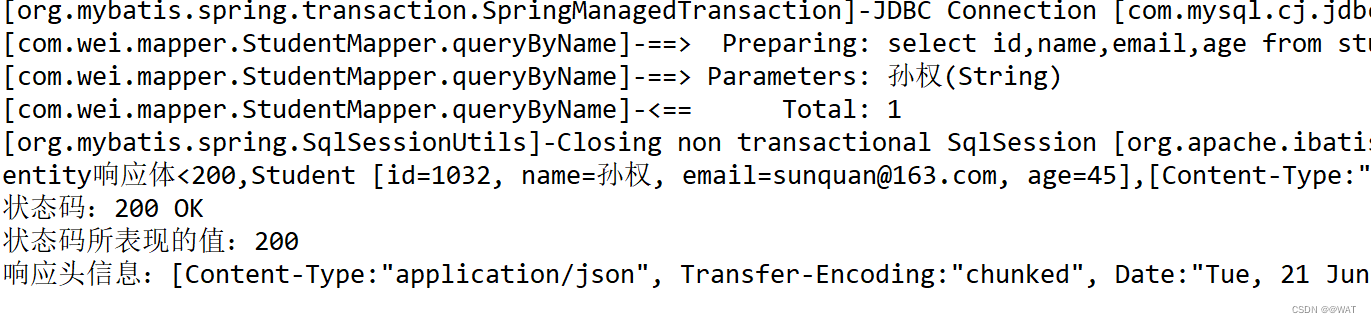 [org.mybatis.spring.transaction.SpringManagedTransaction]-JDBC Connection [com.mysql.cj.jdb
[com.wei.mapper.StudentMapper.queryByName]-==>  Preparing: select id,name,email,age from st
[com.wei.mapper.StudentMapper.queryByName]-==> Parameters: 孙权(String)
[com.wei.mapper.StudentMapper.queryByName]-<==      Total: 1
[org.mybatis.spring.SqlSessionUtils]-Closing non transactional SqlSession [org.apache.ibatis
entity响应体<200,Student [id=1032, name=孙权, email=sunquan@163.com, age=45],[Content-Type:"
状态码：200 OK
状态码所表现的值：200
响应头信息：[Content-Type:"application/json", Transfer-Encoding:"chunked", Date:"Tue, 21 Jun
CSDN @@WAT